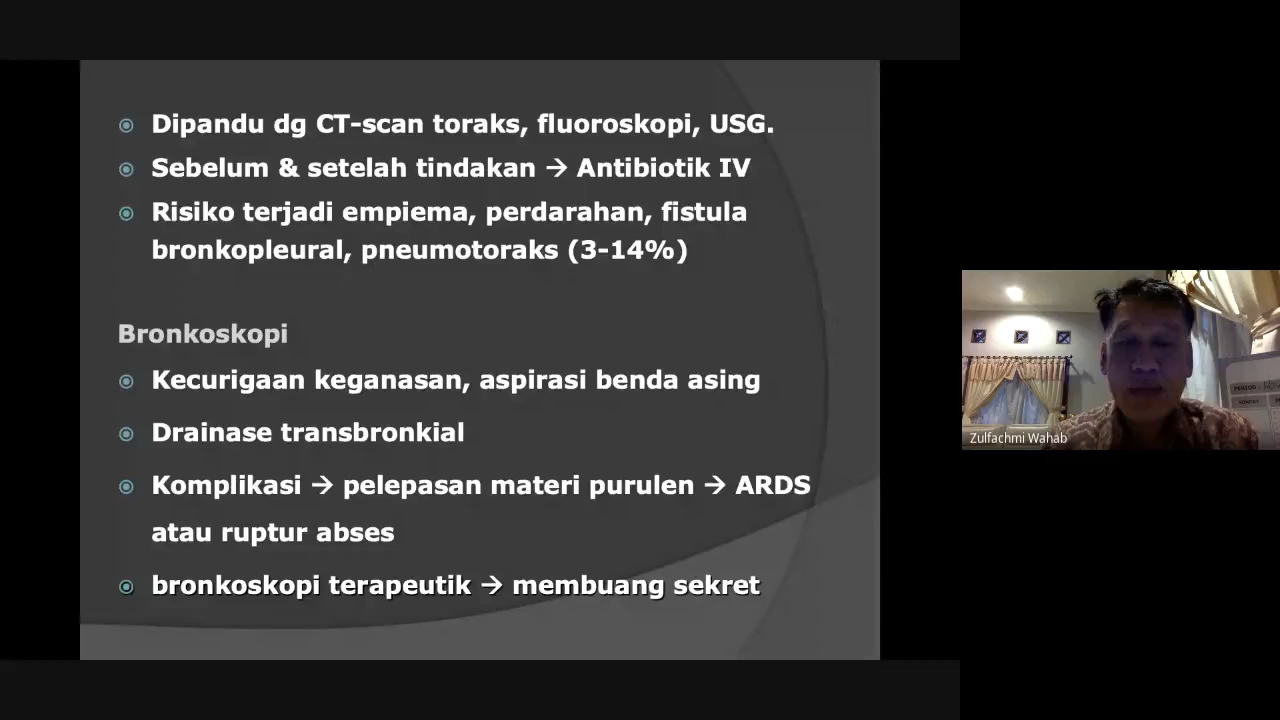 Dipandu dg CT-scan toraks, fluoroskopi, USG.
Sebelum & setelah tindakan → Antibiotik IV
Risiko terjadi empiema, perdarahan, fistula
bronkopleural, pneumotoraks (3-14%)
Bronkoskopi
Kecurigaan keganasan, aspirasi benda asing
Drainase transbronkial
Komplikasi → pelepasan materi purulen → ARDS
atau ruptur abses
bronkoskopi terapeutik → membuang sekret
Zulfachmi Wahab
PERIOD
SUNDAY